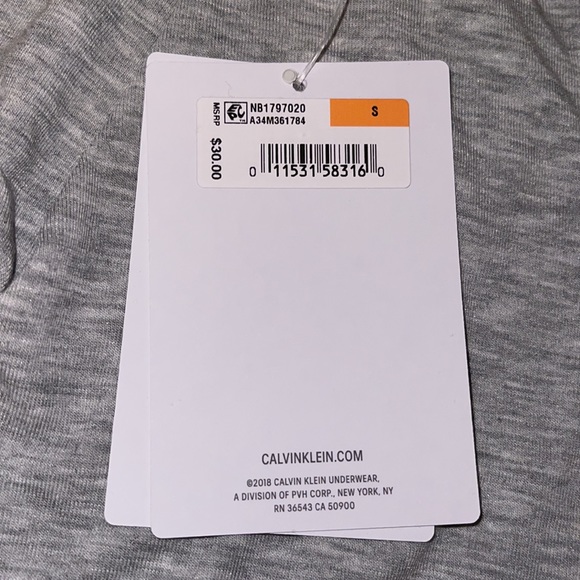 MSRP $30.00
NB1797020
A34M361784
S
0 11531 58316 0
CALVINKLEIN.COM
©2018 CALVIN KLEIN UNDERWEAR,
A DIVISION OF PVH CORP., NEW YORK, NY
RN 36543 CA 50900